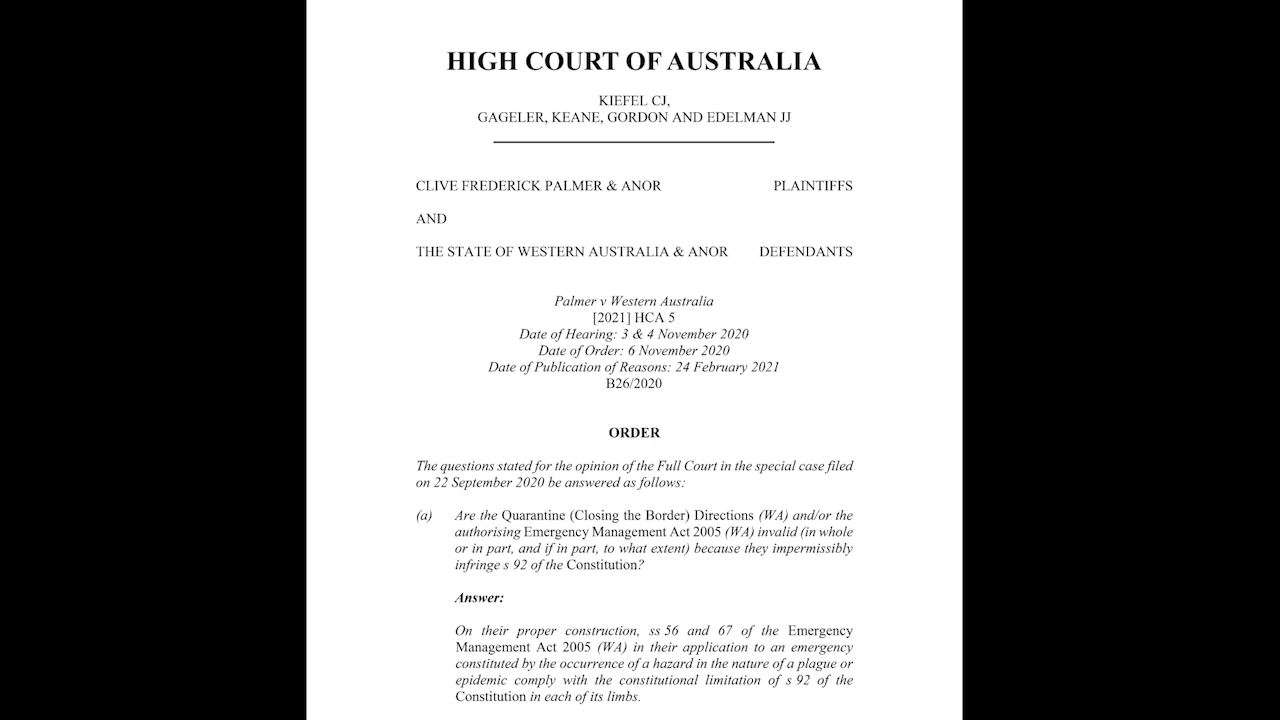 HIGH COURT OF AUSTRALIA
KIEFEL CJ,
GAGELER, KEANE, GORDON AND EDELMAN JJ
CLIVE FREDERICK PALMER & ANOR PLAINTIFFS
AND
THE STATE OF WESTERN AUSTRALIA & ANOR DEFENDANTS
Palmer v Western Australia
[2021] HCA 5
Date of Hearing: 3 & 4 November 2020
Date of Order: 6 November 2020
Date of Publication of Reasons: 24 February 2021
B26/2020
ORDER
The questions stated for the opinion of the Full Court in the special case filed
on 22 September 2020 be answered as follows:
(a) Are the Quarantine (Closing the Border) Directions (WA) and/or the
authorising Emergency Management Act 2005 (WA) invalid (in whole
or in part, and if in part, to what extent) because they impermissibly
infringe s 92 of the Constitution?
Answer:
On their proper construction, ss 56 and 67 of the Emergency
Management Act 2005 (WA) in their application to an emergency
constituted by the occurrence of a hazard in the nature of a plague or
epidemic comply with the constitutional limitation of s 92 of the
Constitution in each of its limbs.